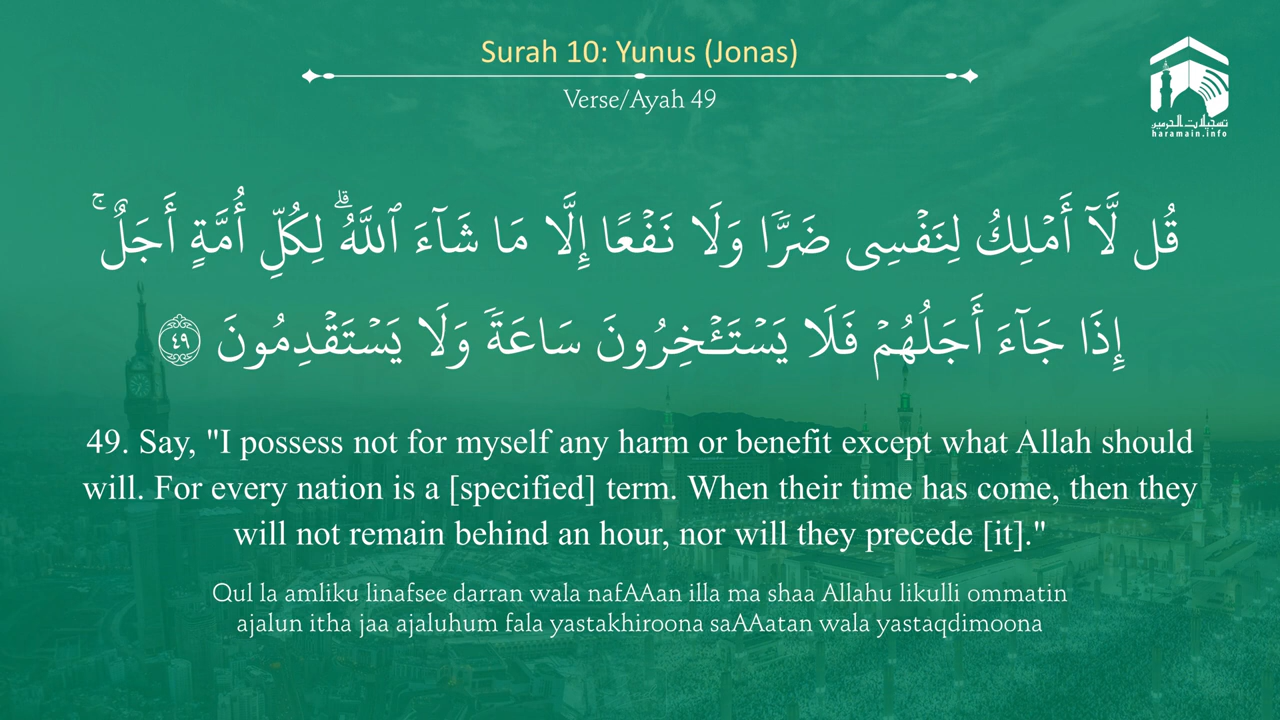 Surah 10: Yunus (Jonas)
Verse/Ayah 49
تسجيلات الحرمين
haramain.info
قُل لَّآ أَمۡلِكُ لِنَفۡسِى ضَرًّۭا وَلَا نَفۡعًا إِلَّا مَا شَآءَ ٱللَّهُ ۗ لِكُلِّ أُمَّةٍ أَجَلٌ ۚ
إِذَا جَآءَ أَجَلُهُمۡ فَلَا يَسۡتَـٔۡخِرُونَ سَاعَةًۭ وَلَا يَسۡتَقۡدِمُونَ ٤٩
49. Say, "I possess not for myself any harm or benefit except what Allah should
will. For every nation is a [specified] term. When their time has come, then they
will not remain behind an hour, nor will they precede [it]."
Qul la amliku linafsee darran wala nafAAan illa ma shaa Allahu likulli ommatin
ajalun itha jaa ajaluhum fala yastakhiroona saAAatan wala yastaqdimoona